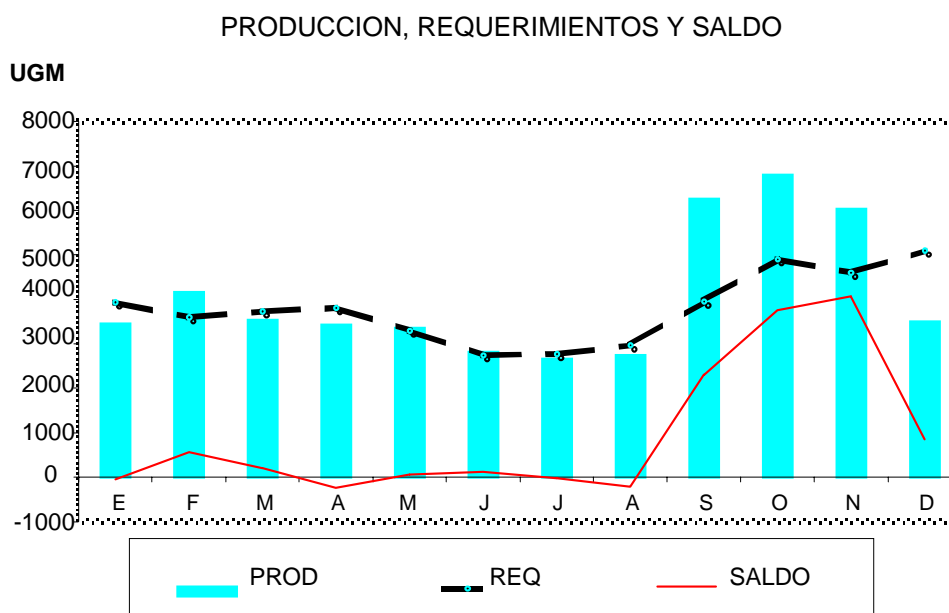 PRODUCCION, REQUERIMIENTOS Y SALDO
UGM
8000
7000
6000
5000
4000
3000
2000
1000
0
E F M A M J J A S O N D
-1000
PROD REQ SALDO